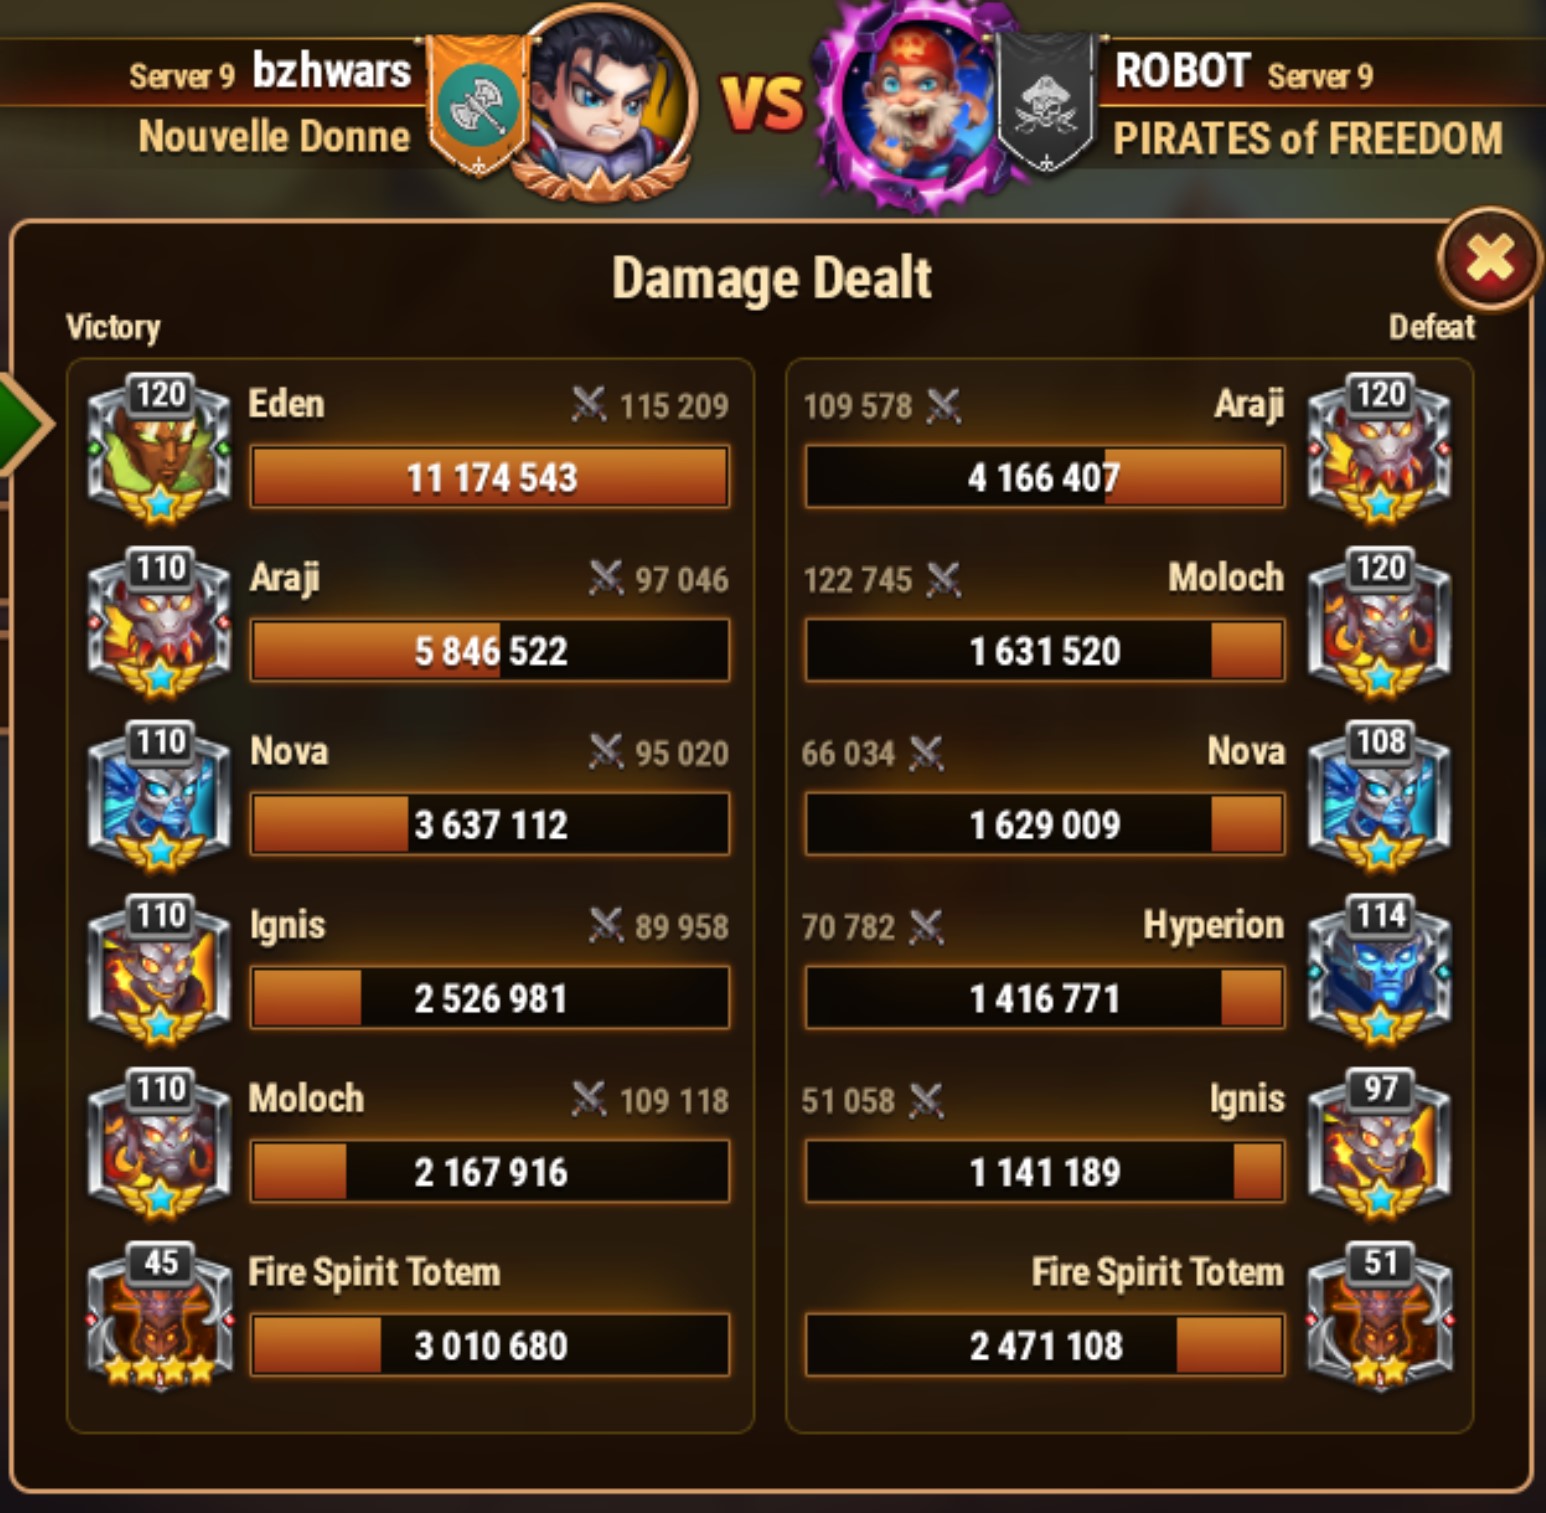 Server 9 bzhwars
Nouvelle Donne
VS
ROBOT Server 9
PIRATES of FREEDOM
Damage Dealt
Victory
Defeat
120 Eden 115 209
11 174 543
109 578 Araji 120
4 166 407
110 Araji 97 046
5 846 522
122 745 Moloch 120
1 631 520
110 Nova 95 020
3 637 112
66 034 Nova 108
1 629 009
110 Ignis 89 958
2 526 981
70 782 Hyperion 114
1 416 771
110 Moloch 109 118
2 167 916
51 058 Ignis 97
1 141 189
45 Fire Spirit Totem
3 010 680
Fire Spirit Totem 51
2 471 108